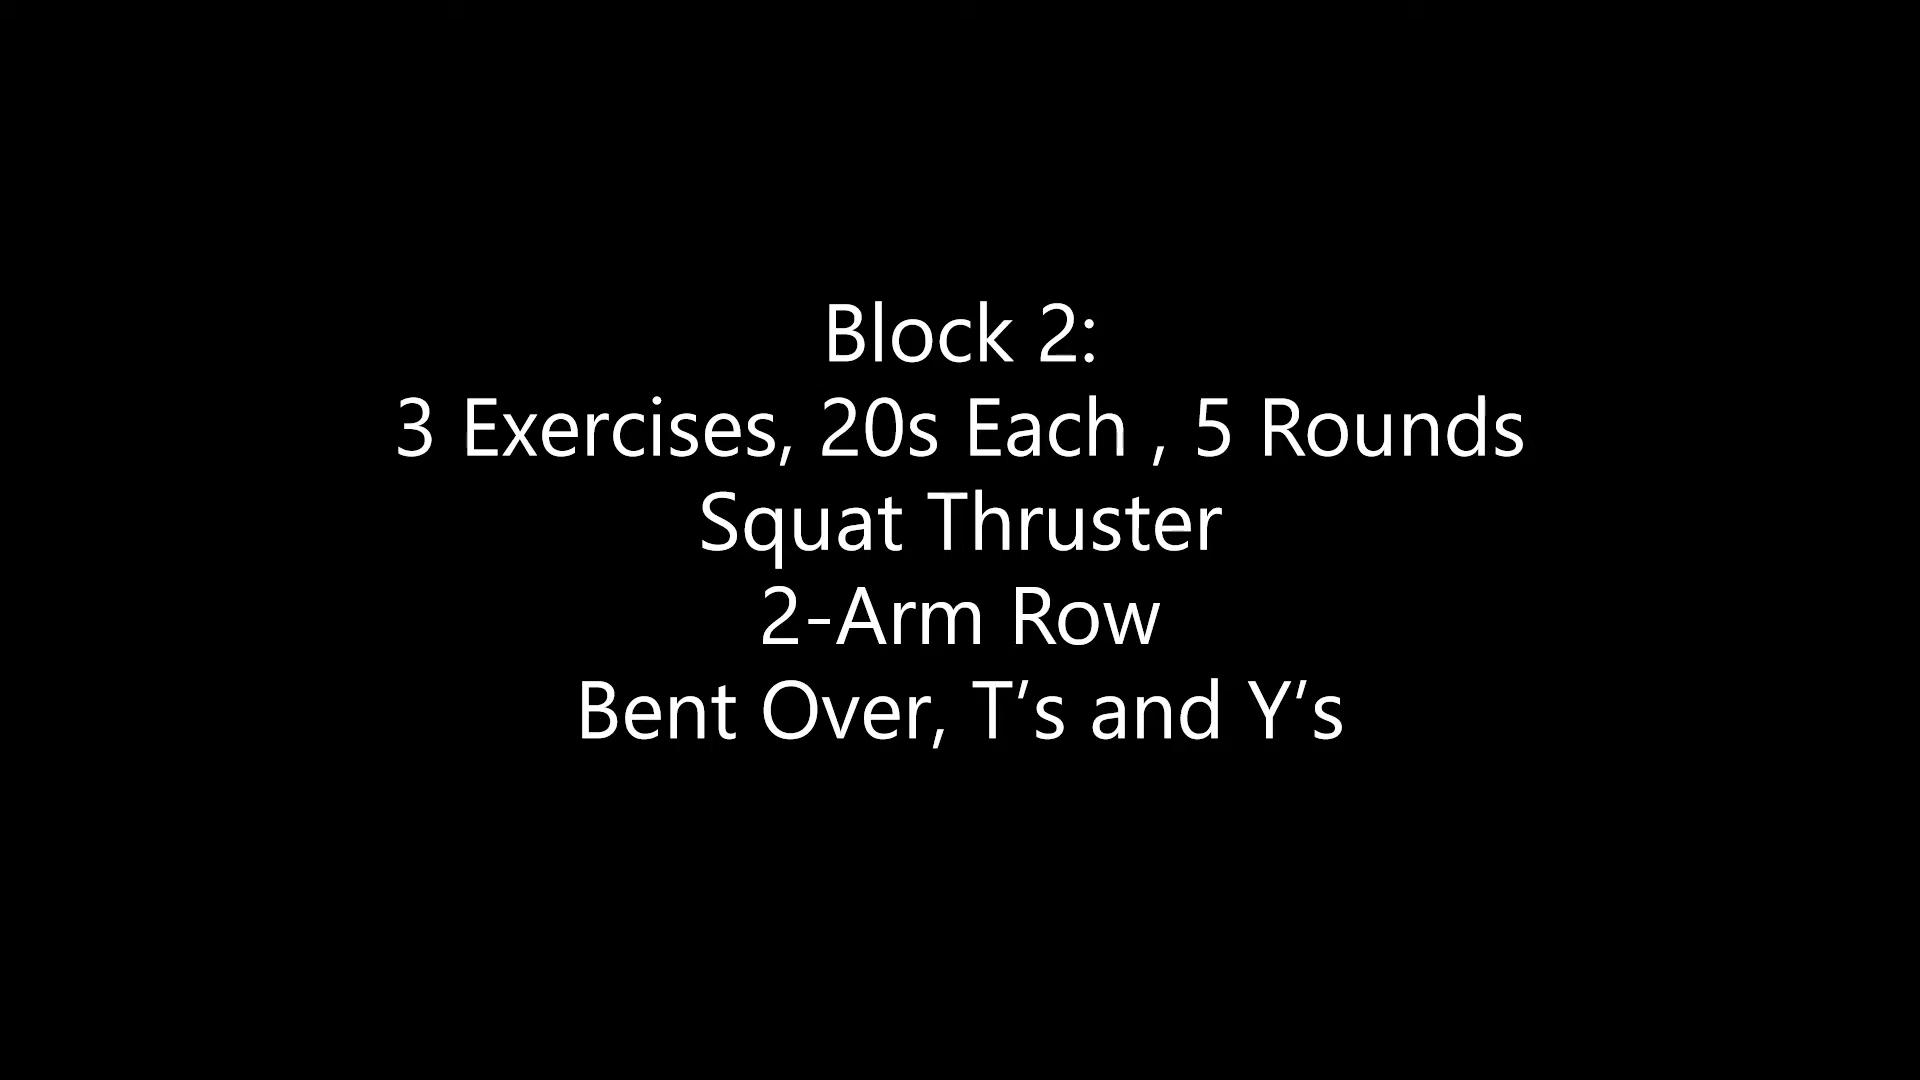 Block 2:
3 Exercises, 20s Each , 5 Rounds
Squat Thruster
2-Arm Row
Bent Over, T’s and Y’s